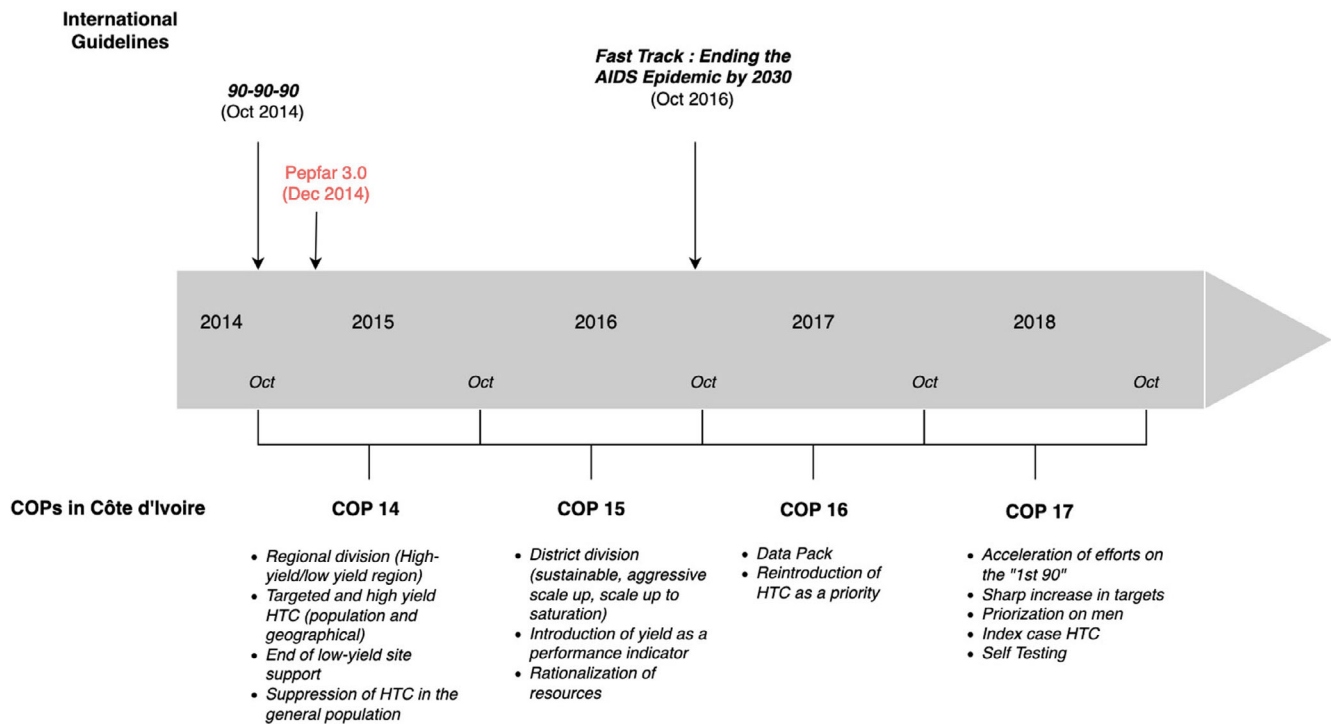 International
Guidelines
90-90-90
(Oct 2014)
Fast Track : Ending the
AIDS Epidemic by 2030
(Oct 2016)
Pepfar 3.0
(Dec 2014)
2014
2015
2016
2017
2018
Oct
Oct
Oct
Oct
Oct
COPs in Côte d'Ivoire
COP 14
COP 15
COP 16
COP 17
• Regional division (High-
yield/low yield region)
• Targeted and high yield
HTC (population and
geographical)
• End of low-yield site
support
• Suppression of HTC in the
general population
• District division
(sustainable, aggressive
scale up, scale up to
saturation)
• Introduction of yield as a
performance indicator
• Rationalization of
resources
• Data Pack
• Reintroduction of
HTC as a priority
• Acceleration of efforts on
the "1st 90"
• Sharp increase in targets
• Priorization on men
• Index case HTC
• Self Testing